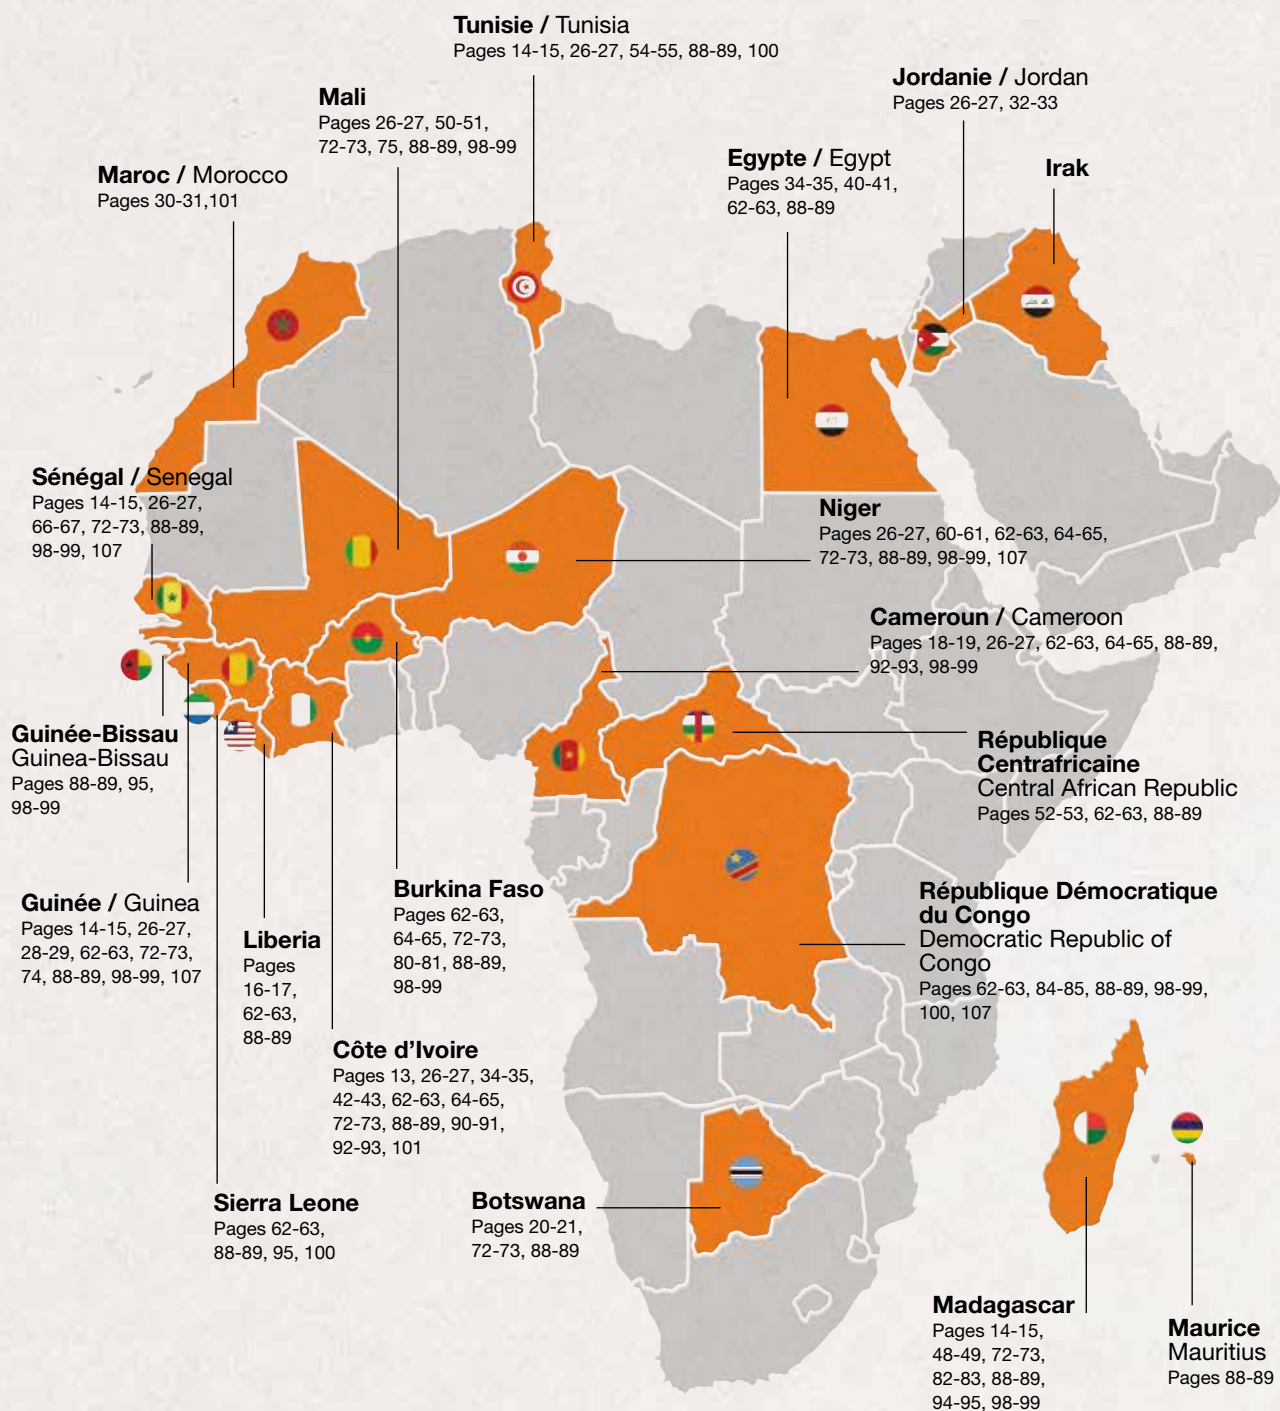 Tunisie / Tunisia
Pages 14-15, 26-27, 54-55, 88-89, 100
Jordanie / Jordan
Pages 26-27, 32-33
Mali
Pages 26-27, 50-51,
72-73, 75, 88-89, 98-99
Egypte / Egypt
Pages 34-35, 40-41,
62-63, 88-89
Irak
Maroc / Morocco
Pages 30-31,101
Sénégal / Senegal
Pages 14-15, 26-27,
66-67, 72-73, 88-89,
98-99, 107
Niger
Pages 26-27, 60-61, 62-63, 64-65,
72-73, 88-89, 98-99, 107
Cameroun / Cameroon
Pages 18-19, 26-27, 62-63, 64-65, 88-89,
92-93, 98-99
Guinée-Bissau
Guinea-Bissau
Pages 88-89, 95,
98-99
République
Centrafricaine
Central African Republic
Pages 52-53, 62-63, 88-89
Guinée / Guinea
Pages 14-15, 26-27,
28-29, 62-63, 72-73,
74, 88-89, 98-99, 107
Liberia
Pages
16-17,
62-63,
88-89
Burkina Faso
Pages 62-63,
64-65, 72-73,
80-81, 88-89,
98-99
République Démocratique
du Congo
Democratic Republic of
Congo
Pages 62-63, 84-85, 88-89, 98-99,
100, 107
Côte d'Ivoire
Pages 13, 26-27, 34-35,
42-43, 62-63, 64-65,
72-73, 88-89, 90-91,
92-93, 101
Sierra Leone
Pages 62-63,
88-89, 95, 100
Botswana
Pages 20-21,
72-73, 88-89
Madagascar
Pages 14-15,
48-49, 72-73,
82-83, 88-89,
94-95, 98-99
Maurice
Mauritius
Pages 88-89